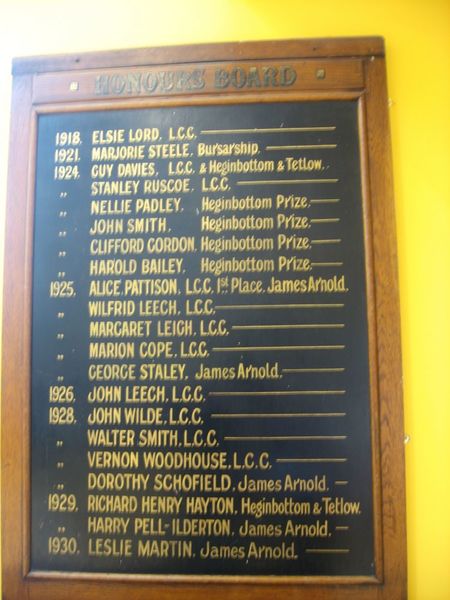 HONOURS BOARD
1918. ELSIE LORD, L.C.C.
1921. MARJORIE STEELE, Bursarship.
1924. GUY DAVIES, L.C.C. & Heginbottom & Tetlow.
„ STANLEY RUSCOE, L.C.C.
„ NELLIE PADLEY, Heginbottom Prize.
„ JOHN SMITH, Heginbottom Prize.
„ CLIFFORD GORDON. Heginbottom Prize.
„ HAROLD BAILEY, Heginbottom Prize.
1925. ALICE PATTISON, L.C.C. 1st Place. James Arnold.
„ WILFRID LEECH, L.C.C.
„ MARGARET LEIGH, L.C.C.
„ MARION COPE, L.C.C.
„ GEORGE STALEY, James Arnold.
1926. JOHN LEECH, L.C.C.
1928. JOHN WILDE, L.C.C.
„ WALTER SMITH, L.C.C.
„ VERNON WOODHOUSE, L.C.C.
„ DOROTHY SCHOFIELD, James Arnold.
1929. RICHARD HENRY HAYTON, Heginbottom & Tetlow.
„ HARRY PELL-ILDERTON, James Arnold.
1930. LESLIE MARTIN, James Arnold.